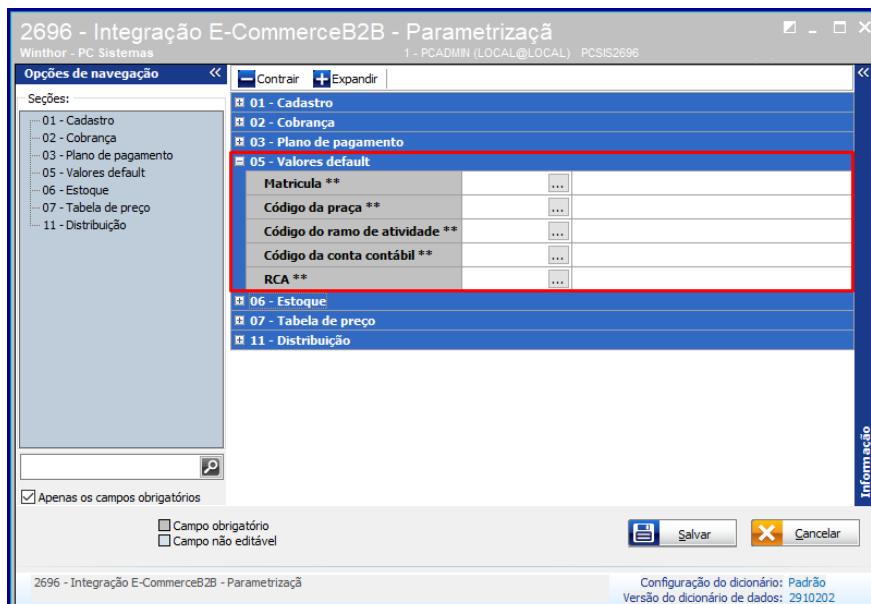 2696 - Integração E-CommerceB2B - Parametrizaçã
Winthor - PC Sistemas 1 - PCADMIN (LOCAL@LOCAL) PCSIS2696
Opções de navegação
Seções:
01 - Cadastro
02 - Cobrança
03 - Plano de pagamento
05 - Valores default
06 - Estoque
07 - Tabela de preço
11 - Distribuição
Apenas os campos obrigatórios
Contrair Expandir
01 - Cadastro
02 - Cobrança
03 - Plano de pagamento
05 - Valores default
Matricula ** ...
Código da praça ** ...
Código do ramo de atividade ** ...
Código da conta contábil ** ...
RCA ** ...
06 - Estoque
07 - Tabela de preço
11 - Distribuição
Informação
Campo obrigatório
Campo não editável
Salvar Cancelar
2696 - Integração E-CommerceB2B - Parametrizaçã
Configuração do dicionário: Padrão
Versão do dicionário de dados: 2910202